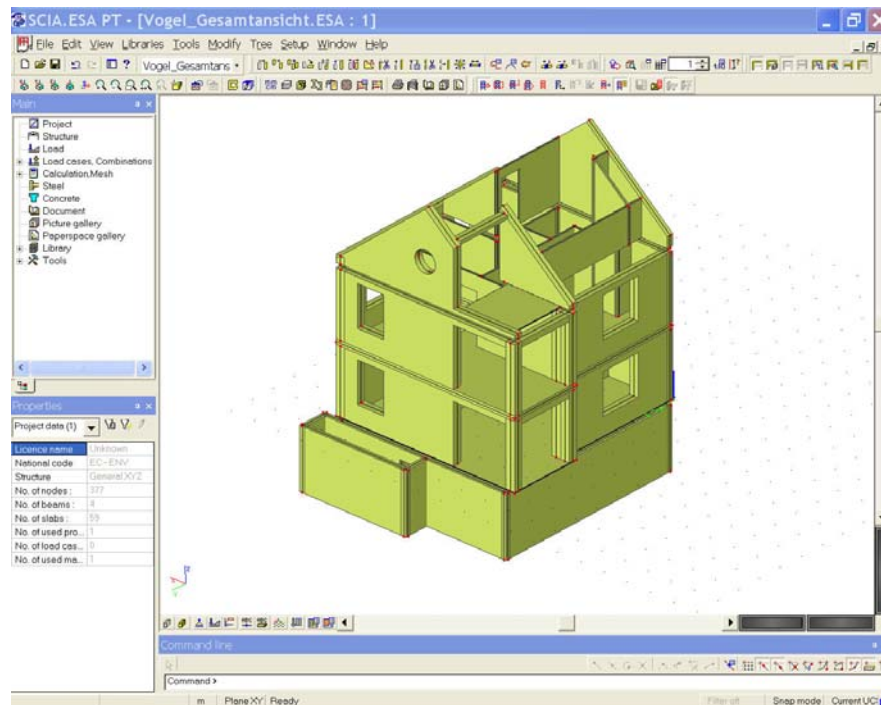 SCIA.ESA PT - [Vogel_Gesamtansicht.ESA : 1]
File Edit View Libraries Tools Modify Tree Setup Window Help
Vogel_Gesamtans
1
Main
Project
Structure
Load
Load cases, Combinations
Calculation,Mesh
Steel
Concrete
Document
Picture gallery
Paperspace gallery
Library
Tools
Properties
Project data (1)
Licence name Unknown
National code EC-ENV
Structure General XYZ
No. of nodes : 377
No. of beams : 4
No. of slabs : 59
No. of used pro... 1
No. of load cas... 0
No. of used ma... 1
Command line
Command >
m Plane XY Ready Filter off Snap mode Current UCS